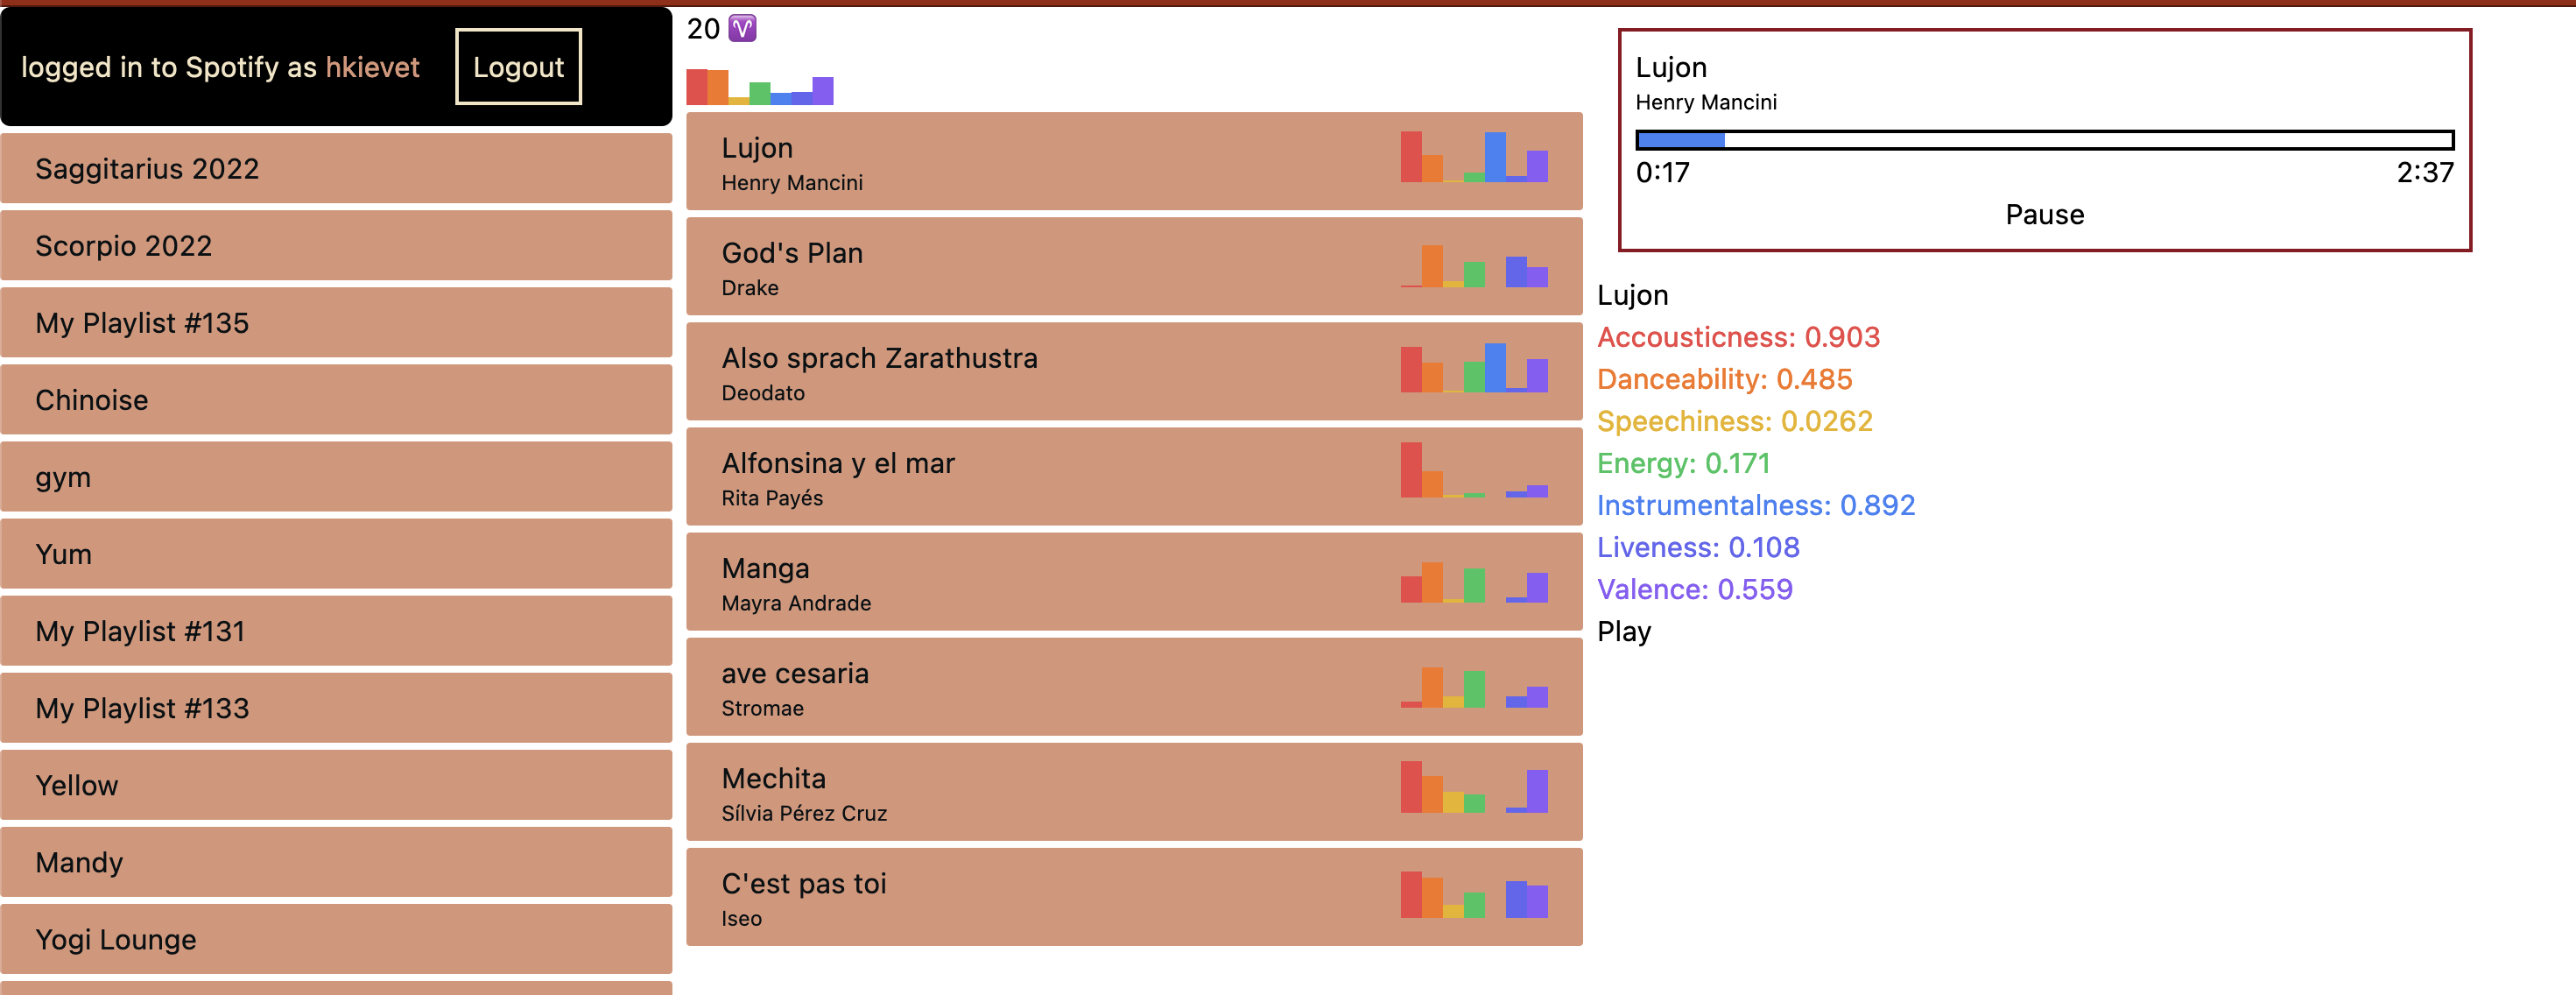 logged in to Spotify as hkievet
Logout
Saggitarius 2022
Scorpio 2022
My Playlist #135
Chinoise
gym
Yum
My Playlist #131
My Playlist #133
Yellow
Mandy
Yogi Lounge
20 ♈
Lujon
Henry Mancini
God's Plan
Drake
Also sprach Zarathustra
Deodato
Alfonsina y el mar
Rita Payés
Manga
Mayra Andrade
ave cesaria
Stromae
Mechita
Sílvia Pérez Cruz
C'est pas toi
Iseo
Lujon
Henry Mancini
0:17 2:37
Pause
Lujon
Accousticness: 0.903
Danceability: 0.485
Speechiness: 0.0262
Energy: 0.171
Instrumentalness: 0.892
Liveness: 0.108
Valence: 0.559
Play